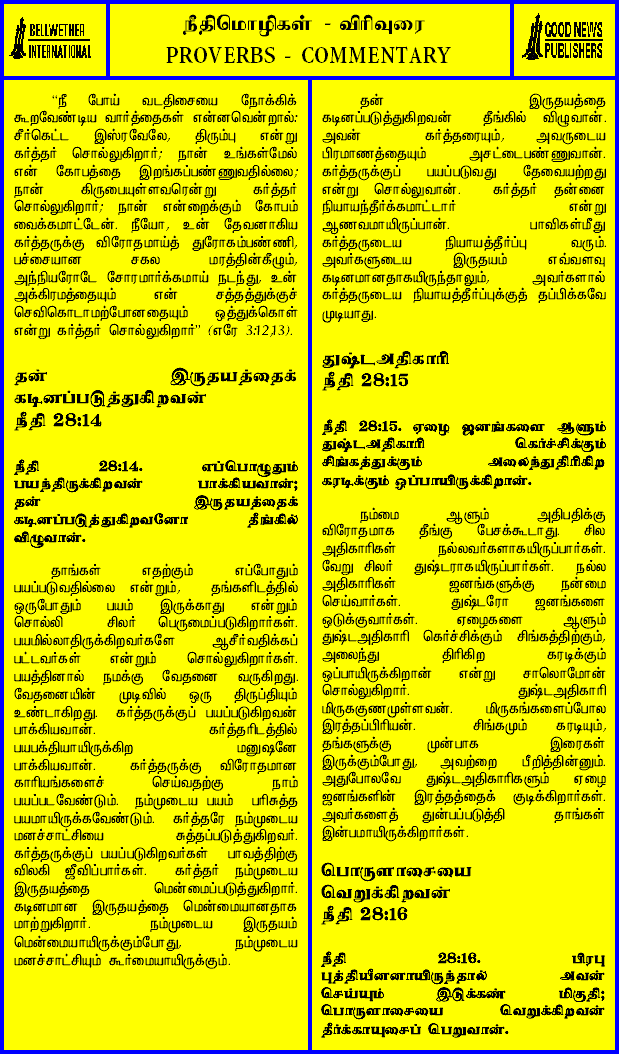 BELLWETHER
INTERNATIONAL
நீதிமொழிகள் - விரிவுரை
PROVERBS - COMMENTARY
GOOD NEWS
PUBLISHERS
“நீ போய் வடதிசையை நோக்கிக்
கூறவேண்டிய வார்த்தைகள் என்னவென்றால்:
சீர்கெட்ட இஸ்ரவேலே, திரும்பு என்று
கர்த்தர் சொல்லுகிறார்; நான் உங்கள்மேல்
என் கோபத்தை இறங்கப்பண்ணுவதில்லை;
நான் கிருபையுள்ளவரென்று கர்த்தர்
சொல்லுகிறார்; நான் என்றைக்கும் கோபம்
வைக்கமாட்டேன். நீயோ, உன் தேவனாகிய
கர்த்தருக்கு விரோதமாய்த் துரோகம்பண்ணி,
பச்சையான சகல மரத்தின்கீழும்,
அந்நியரோடே சோரமார்க்கமாய் நடந்து, உன்
அக்கிரமத்தையும் என் சத்தத்துக்குச்
செவிகொடாமற்போனதையும் ஒத்துக்கொள்
என்று கர்த்தர் சொல்லுகிறார்” (எரே 3:12,13).
தன் இருதயத்தைக்
கடினப்படுத்துகிறவன்
நீதி 28:14
நீதி 28:14. எப்பொழுதும்
பயந்திருக்கிறவன் பாக்கியவான்;
தன் இருதயத்தைக்
கடினப்படுத்துகிறவனோ தீங்கில்
விழுவான்.
தாங்கள் எதற்கும் எப்போதும்
பயப்படுவதில்லை என்றும், தங்களிடத்தில்
ஒருபோதும் பயம் இருக்காது என்றும்
சொல்லி சிலர் பெருமைப்படுகிறார்கள்.
பயமில்லாதிருக்கிறவர்களே ஆசீர்வதிக்கப்
பட்டவர்கள் என்றும் சொல்லுகிறார்கள்.
பயத்தினால் நமக்கு வேதனை வருகிறது.
வேதனையின் முடிவில் ஒரு திருப்தியும்
உண்டாகிறது. கர்த்தருக்குப் பயப்படுகிறவன்
பாக்கியவான். கர்த்தரிடத்தில்
பயபக்தியாயிருக்கிற மனுஷனே
பாக்கியவான். கர்த்தருக்கு விரோதமான
காரியங்களைச் செய்வதற்கு நாம்
பயப்படவேண்டும். நம்முடைய பயம் பரிசுத்த
பயமாயிருக்கவேண்டும். கர்த்தரே நம்முடைய
மனச்சாட்சியை சுத்தப்படுத்துகிறவர்.
கர்த்தருக்குப் பயப்படுகிறவர்கள் பாவத்திற்கு
விலகி ஜீவிப்பார்கள். கர்த்தர் நம்முடைய
இருதயத்தை மென்மைப்படுத்துகிறார்.
கடினமான இருதயத்தை மென்மையானதாக
மாற்றுகிறார். நம்முடைய இருதயம்
மென்மையாயிருக்கும்போது, நம்முடைய
மனச்சாட்சியும் கூர்மையாயிருக்கும்.
தன் இருதயத்தை
கடினப்படுத்துகிறவன் தீங்கில் விழுவான்.
அவன் கர்த்தரையும், அவருடைய
பிரமாணத்தையும் அசட்டைபண்ணுவான்.
கர்த்தருக்குப் பயப்படுவது தேவையற்றது
என்று சொல்லுவான். கர்த்தர் தன்னை
நியாயந்தீர்க்கமாட்டார் என்று
ஆணவமாயிருப்பான். பாவிகள்மீது
கர்த்தருடைய நியாயத்தீர்ப்பு வரும்.
அவர்களுடைய இருதயம் எவ்வளவு
கடினமானதாகயிருந்தாலும், அவர்களால்
கர்த்தருடைய நியாயத்தீர்ப்புக்குத் தப்பிக்கவே
முடியாது.
துஷ்டஅதிகாரி
நீதி 28:15
நீதி 28:15. ஏழை ஜனங்களை ஆளும்
துஷ்டஅதிகாரி கெர்ச்சிக்கும்
சிங்கத்துக்கும் அலைந்துதிரிகிற
கரடிக்கும் ஒப்பாயிருக்கிறான்.
நம்மை ஆளும் அதிபதிக்கு
விரோதமாக தீங்கு பேசக்கூடாது. சில
அதிகாரிகள் நல்லவர்களாகயிருப்பார்கள்.
வேறு சிலர் துஷ்டராகயிருப்பார்கள். நல்ல
அதிகாரிகள் ஜனங்களுக்கு நன்மை
செய்வார்கள். துஷ்டரோ ஜனங்களை
ஒடுக்குவார்கள். ஏழைகளை ஆளும்
துஷ்டஅதிகாரி கெர்ச்சிக்கும் சிங்கத்திற்கும்,
அலைந்து திரிகிற கரடிக்கும்
ஒப்பாயிருக்கிறான் என்று சாலொமோன்
சொல்லுகிறார். துஷ்டஅதிகாரி
மிருககுணமுள்ளவன். மிருகங்களைப்போல
இரத்தப்பிரியன். சிங்கமும் கரடியும்,
தங்களுக்கு முன்பாக இரைகள்
இருக்கும்போது, அவற்றை பீறித்தின்னும்.
அதுபோலவே துஷ்டஅதிகாரிகளும் ஏழை
ஜனங்களின் இரத்தத்தைக் குடிக்கிறார்கள்.
அவர்களைத் துன்பப்படுத்தி தாங்கள்
இன்பமாயிருக்கிறார்கள்.
பொருளாசையை
வெறுக்கிறவன்
நீதி 28:16
நீதி 28:16. பிரபு
புத்தியீனனாயிருந்தால் அவன்
செய்யும் இடுக்கண் மிகுதி;
பொருளாசையை வெறுக்கிறவன்
தீர்க்காயுசைப் பெறுவான்.